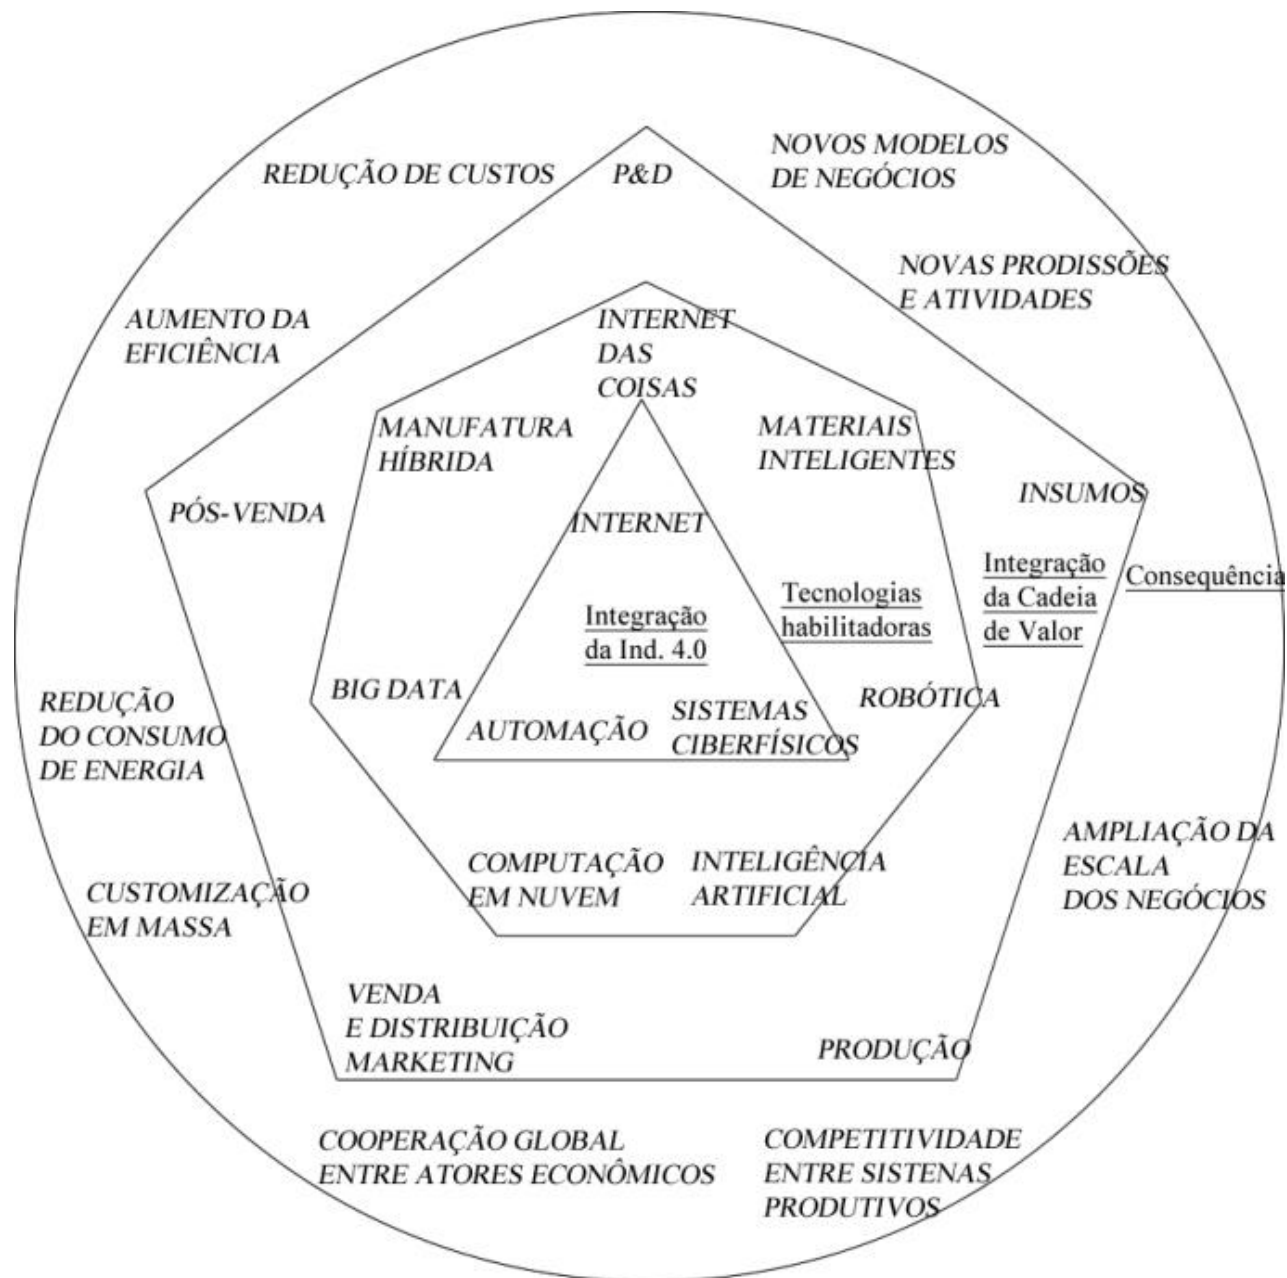 REDUÇÃO DE CUSTOS
P&D
NOVOS MODELOS
DE NEGÓCIOS
NOVAS PRODISSÕES
E ATIVIDADES
AUMENTO DA
EFICIÊNCIA
INTERNET
DAS
COISAS
MANUFATURA
HÍBRIDA
MATERIAIS
INTELIGENTES
PÓS-VENDA
INTERNET
INSUMOS
Integração
da Ind. 4.0
Tecnologias
habilitadoras
Integração
da Cadeia
de Valor
Consequência
REDUÇÃO
DO CONSUMO
DE ENERGIA
BIG DATA
AUTOMAÇÃO
SISTEMAS
CIBERFÍSICOS
ROBÓTICA
CUSTOMIZAÇÃO
EM MASSA
COMPUTAÇÃO
EM NUVEM
INTELIGÊNCIA
ARTIFICIAL
AMPLIAÇÃO DA
ESCALA
DOS NEGÓCIOS
VENDA
E DISTRIBUIÇÃO
MARKETING
PRODUÇÃO
COOPERAÇÃO GLOBAL
ENTRE ATORES ECONÔMICOS
COMPETITIVIDADE
ENTRE SISTENAS
PRODUTIVOS